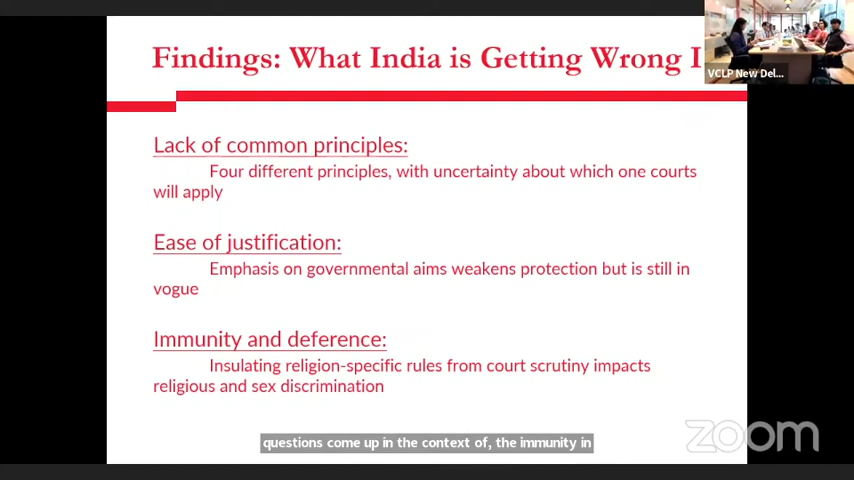 Findings: What India is Getting Wrong I
VCLP New Del...
Lack of common principles:
Four different principles, with uncertainty about which one courts
will apply
Ease of justification:
Emphasis on governmental aims weakens protection but is still in
vogue
Immunity and deference:
Insulating religion-specific rules from court scrutiny impacts
religious and sex discrimination
questions come up in the context of, the immunity in
zoom